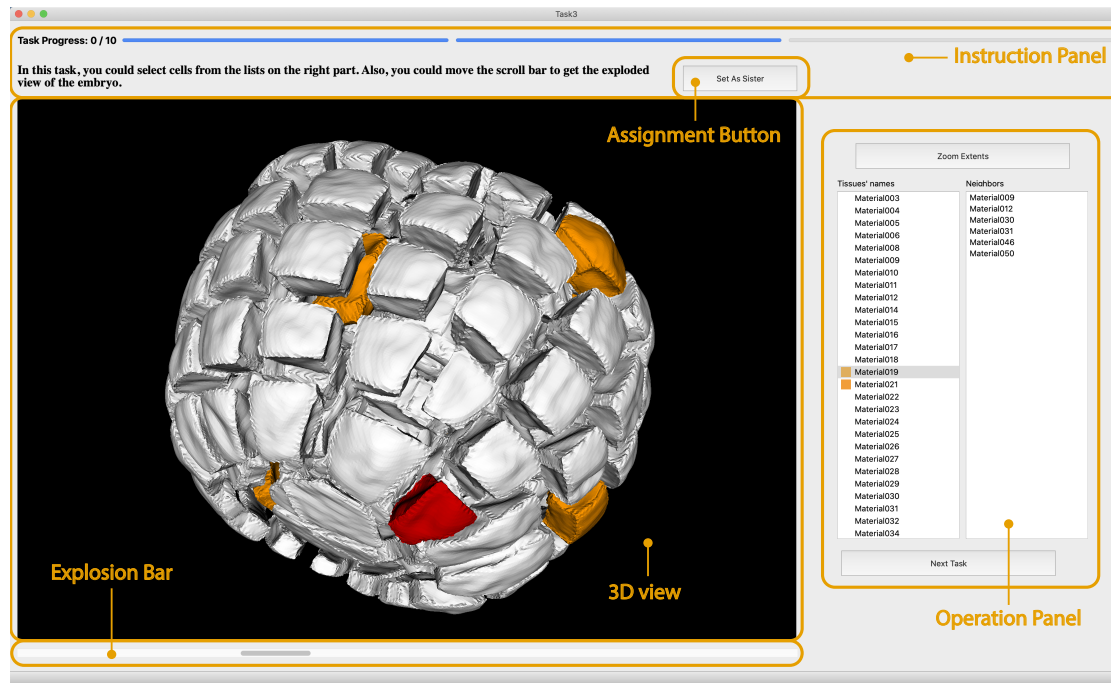 Task3
Task Progress: 0 / 10
Instruction Panel
In this task, you could select cells from the lists on the right part. Also, you could move the scroll bar to get the exploded
view of the embryo.
Set As Sister
Assignment Button
Zoom Extents
Tissues' names
Neighbors
Material003
Material004
Material005
Material006
Material008
Material009
Material010
Material011
Material012
Material014
Material015
Material016
Material017
Material018
Material019
Material021
Material022
Material023
Material024
Material025
Material026
Material027
Material028
Material029
Material030
Material031
Material032
Material034
Material009
Material012
Material030
Material031
Material046
Material050
Next Task
Explosion Bar
3D view
Operation Panel